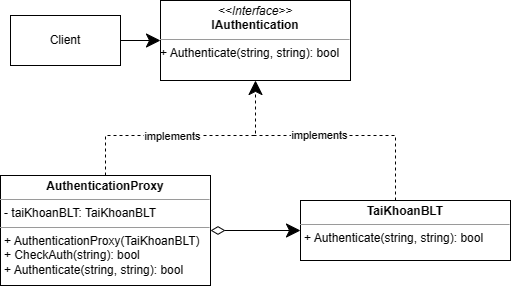 <<Interface>>
IAuthentication
Client
+ Authenticate(string, string): bool
implements
implements
AuthenticationProxy
- taiKhoanBLT: TaiKhoanBLT
+ AuthenticationProxy(TaiKhoanBLT)
+ CheckAuth(string): bool
+ Authenticate(string, string): bool
TaiKhoanBLT
+ Authenticate(string, string): bool